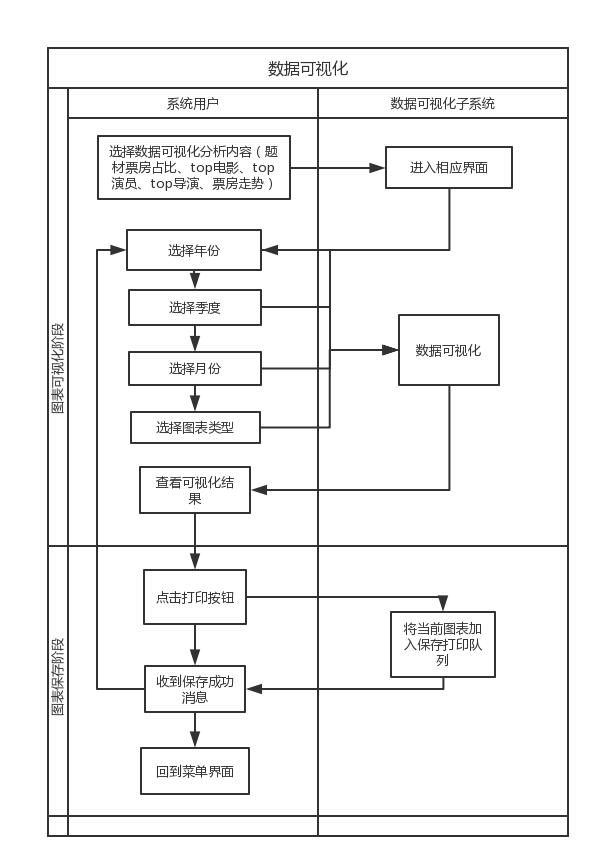 数据可视化
系统用户
数据可视化子系统
选择数据可视化分析内容（题
材票房占比、top电影、top
演员、top导演、票房走势）
进入相应界面
选择年份
选择季度
选择月份
选择图表类型
数据可视化
查看可视化结
果
图表可视化阶段
点击打印按钮
将当前图表加
入保存打印队
列
收到保存成功
消息
回到菜单界面
图表保存阶段